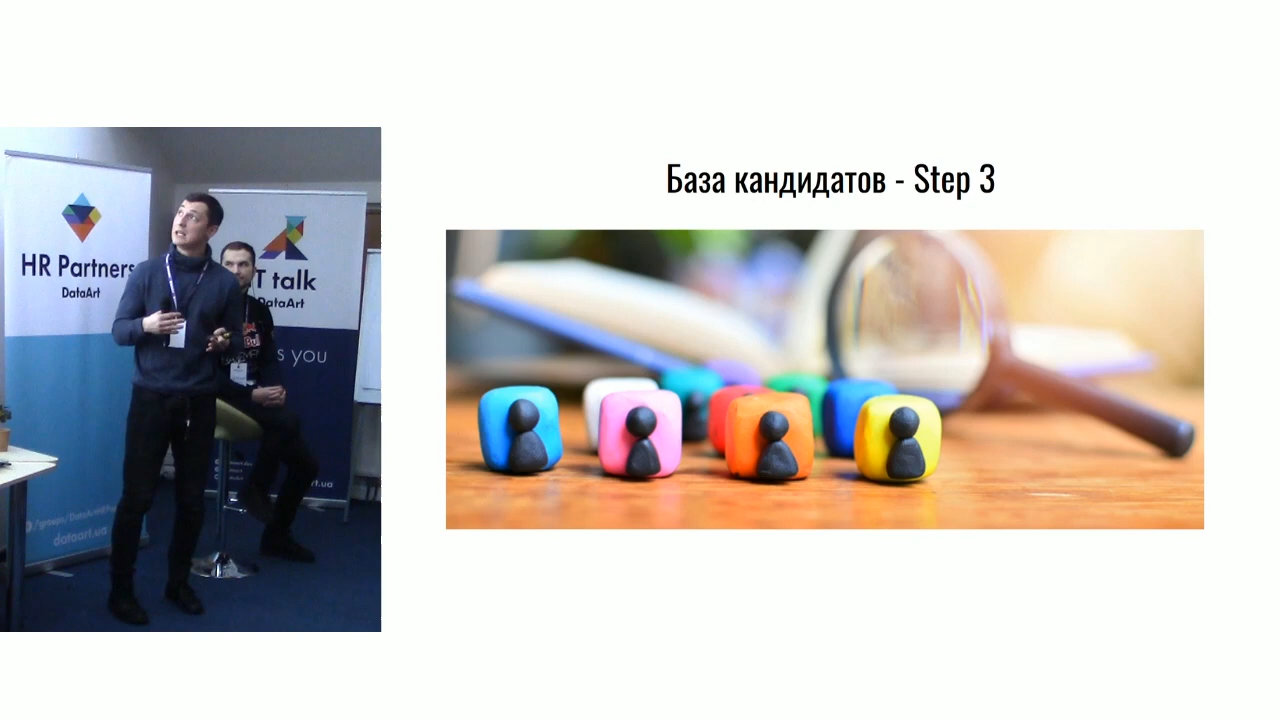 База кандидатов - Step 3
HR Partners
DataArt
T talk
DataArt
s you
dataart.ua